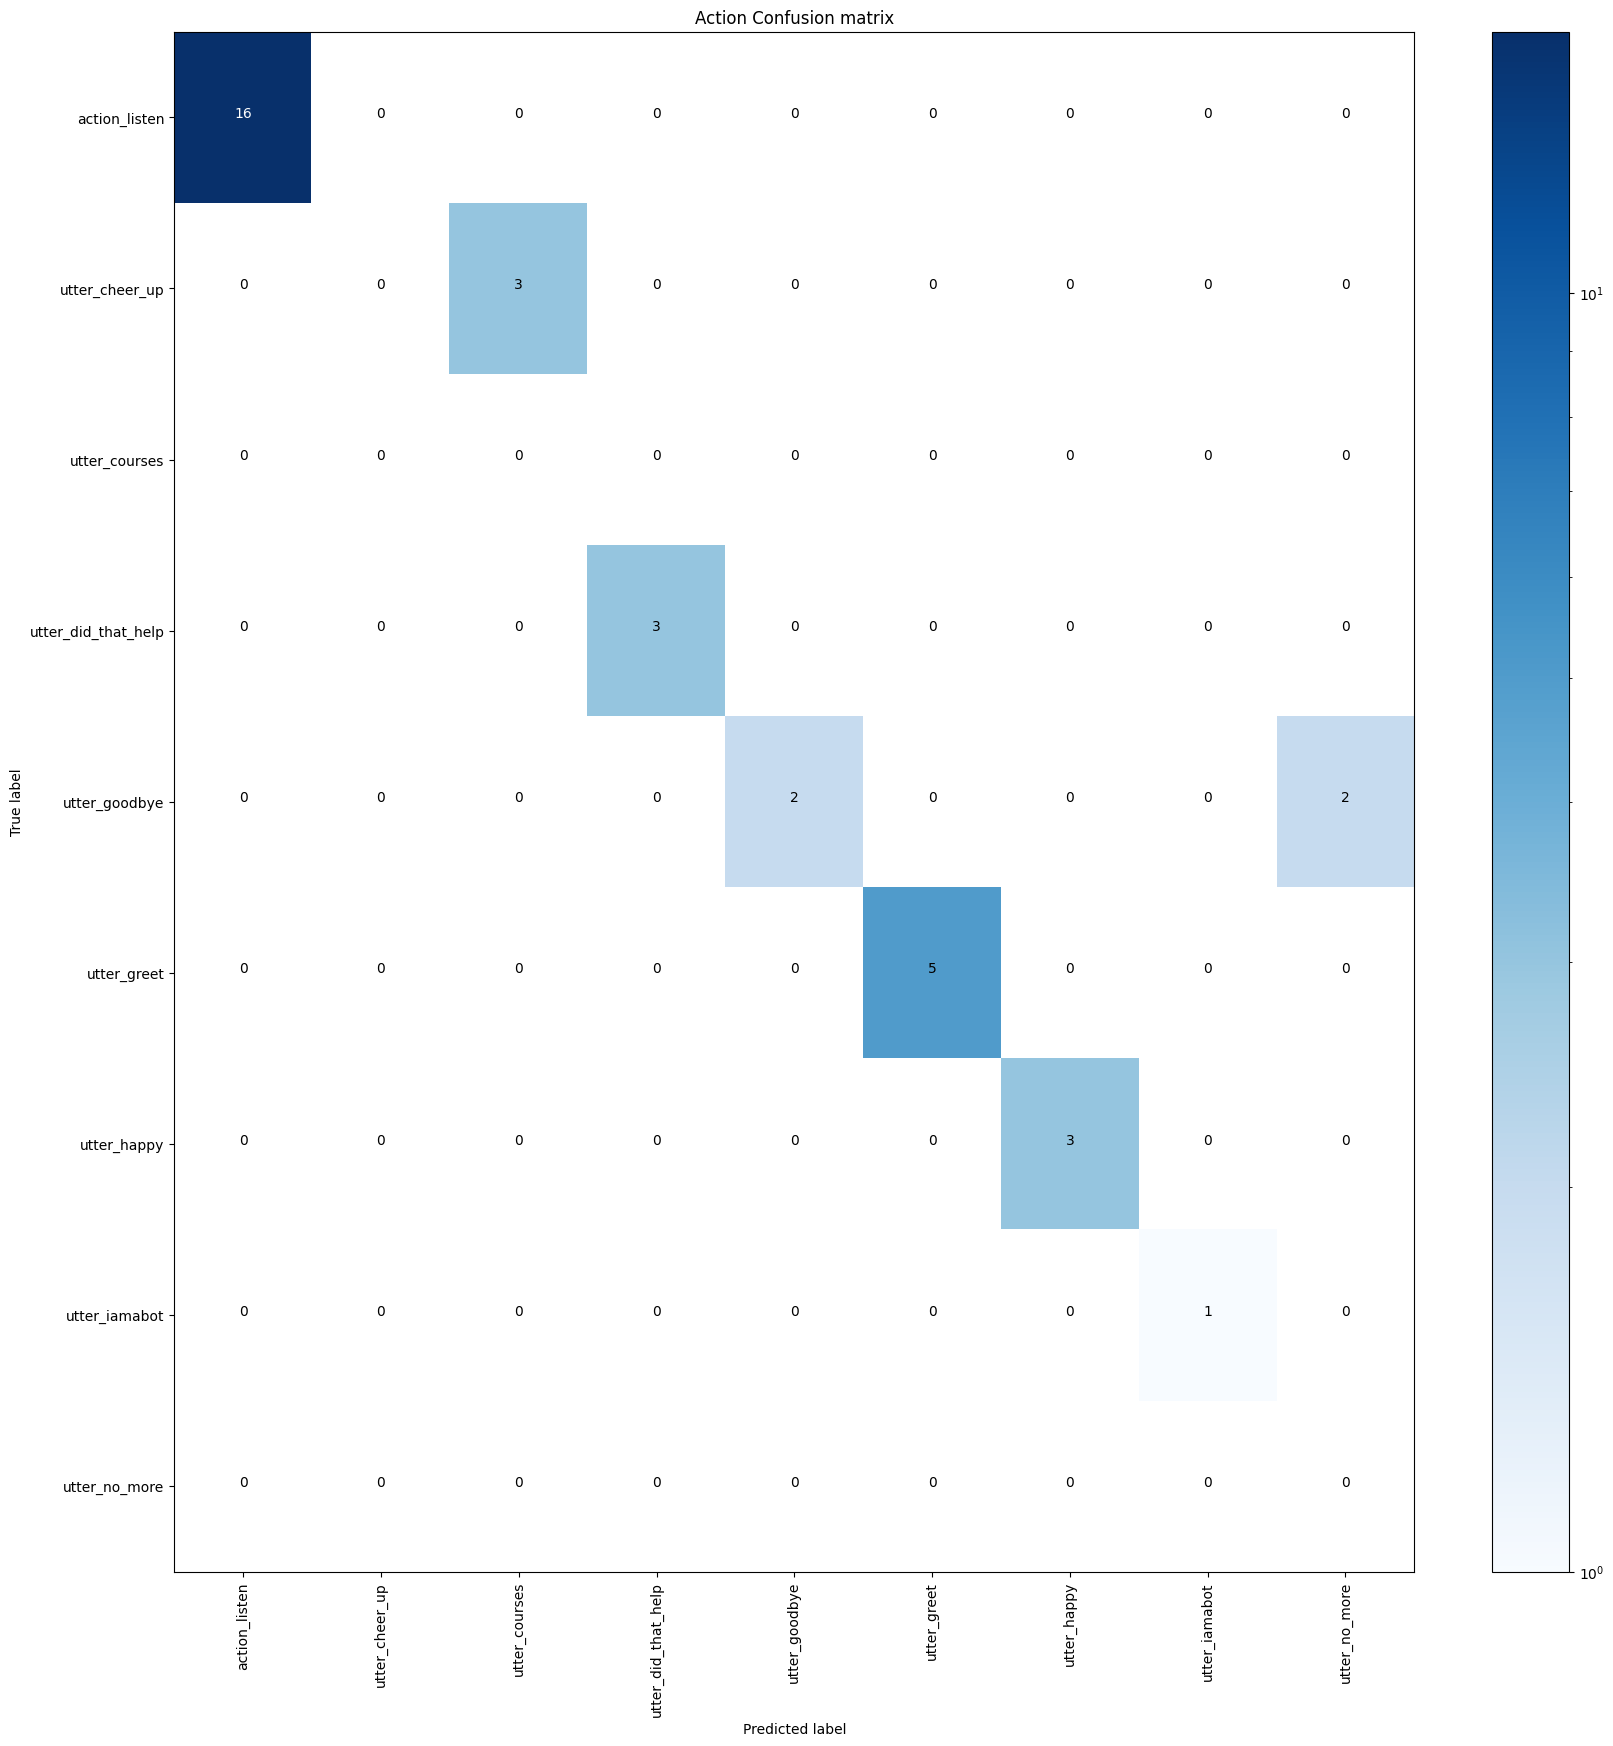 Action Confusion matrix
action_listen 16 0 0 0 0 0 0 0 0
utter_cheer_up 0 0 3 0 0 0 0 0 0
utter_courses 0 0 0 0 0 0 0 0 0
utter_did_that_help 0 0 0 3 0 0 0 0 0
utter_goodbye 0 0 0 0 2 0 0 0 2
utter_greet 0 0 0 0 0 5 0 0 0
utter_happy 0 0 0 0 0 0 3 0 0
utter_iamabot 0 0 0 0 0 0 0 1 0
utter_no_more 0 0 0 0 0 0 0 0 0
True label
action_listen
utter_cheer_up
utter_courses
utter_did_that_help
utter_goodbye
utter_greet
utter_happy
utter_iamabot
utter_no_more
Predicted label
10¹
10⁰